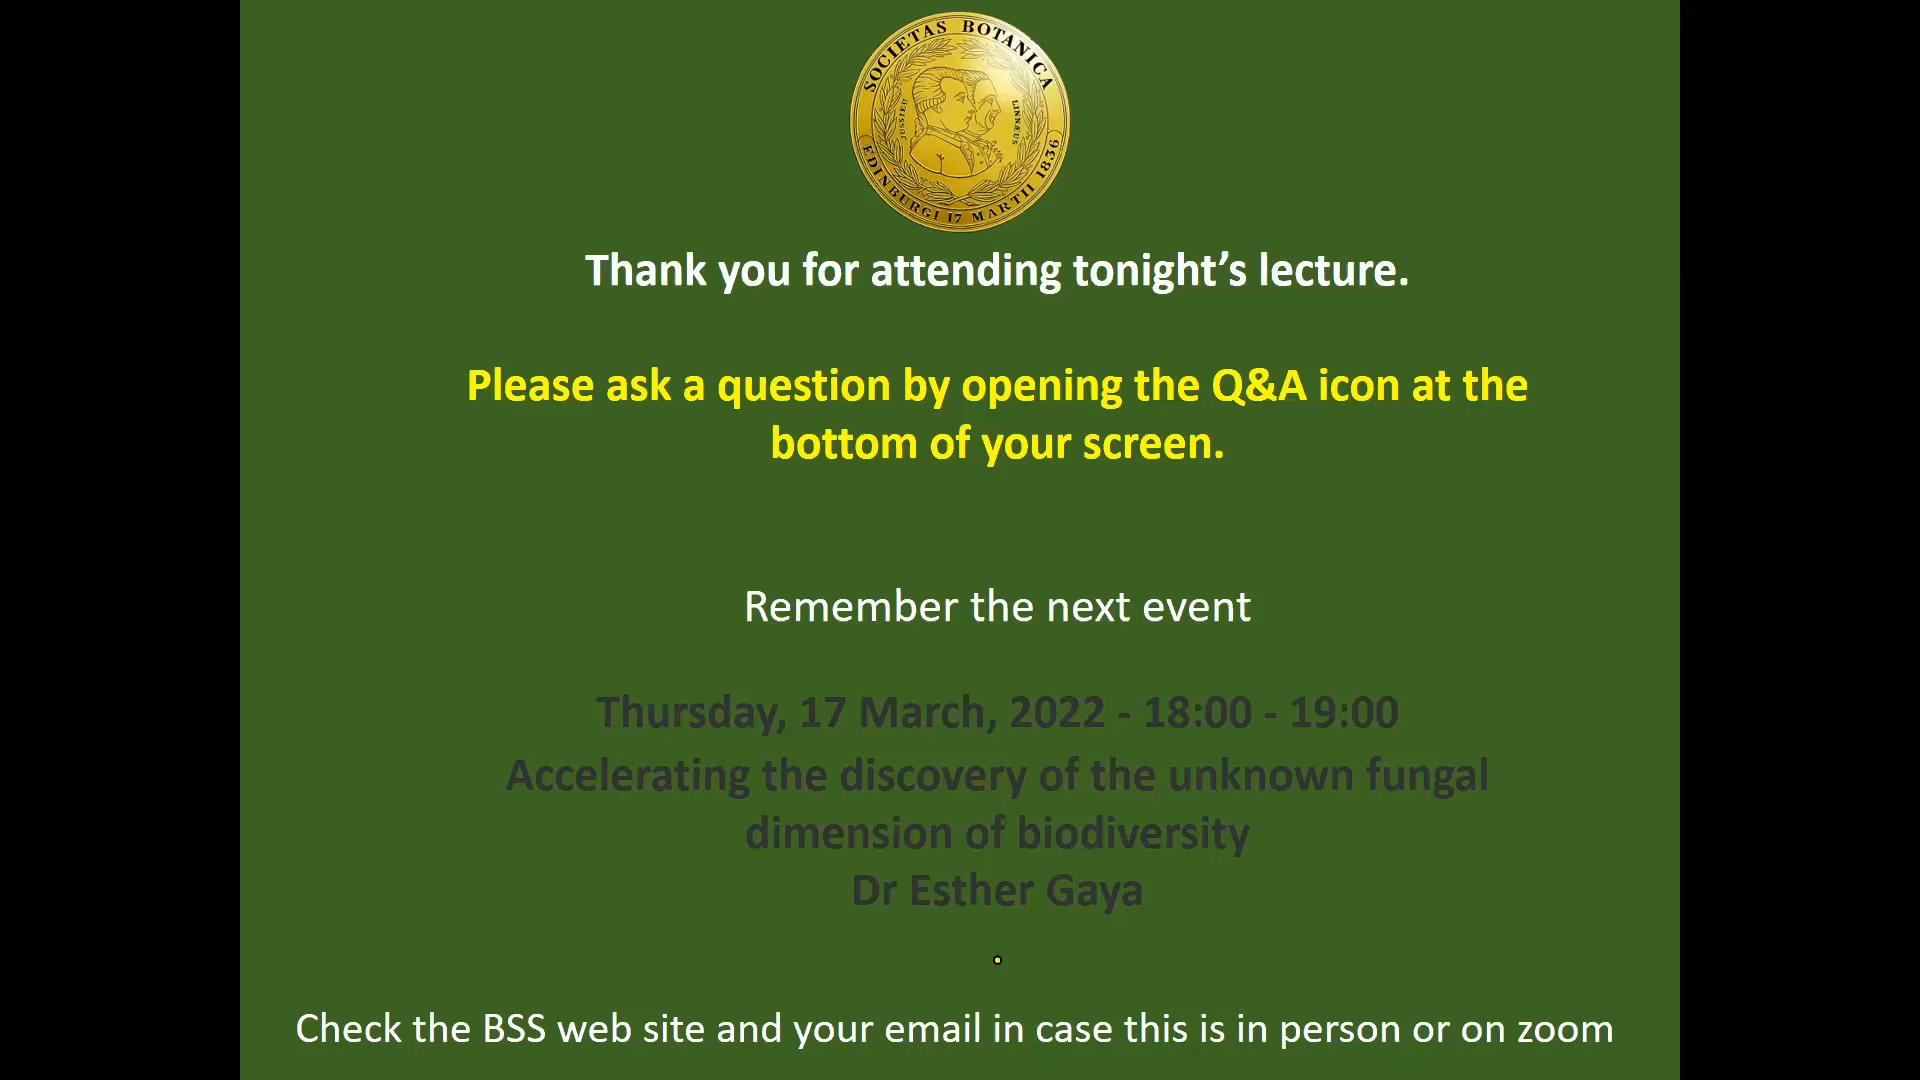 SOCIETAS BOTANICA
JUSSIEU
LINNÆUS
EDINBURGI 17 MARTII 1836
Thank you for attending tonight’s lecture.
Please ask a question by opening the Q&A icon at the
bottom of your screen.
Remember the next event
Thursday, 17 March, 2022 - 18:00 - 19:00
Accelerating the discovery of the unknown fungal
dimension of biodiversity
Dr Esther Gaya
Check the BSS web site and your email in case this is in person or on zoom